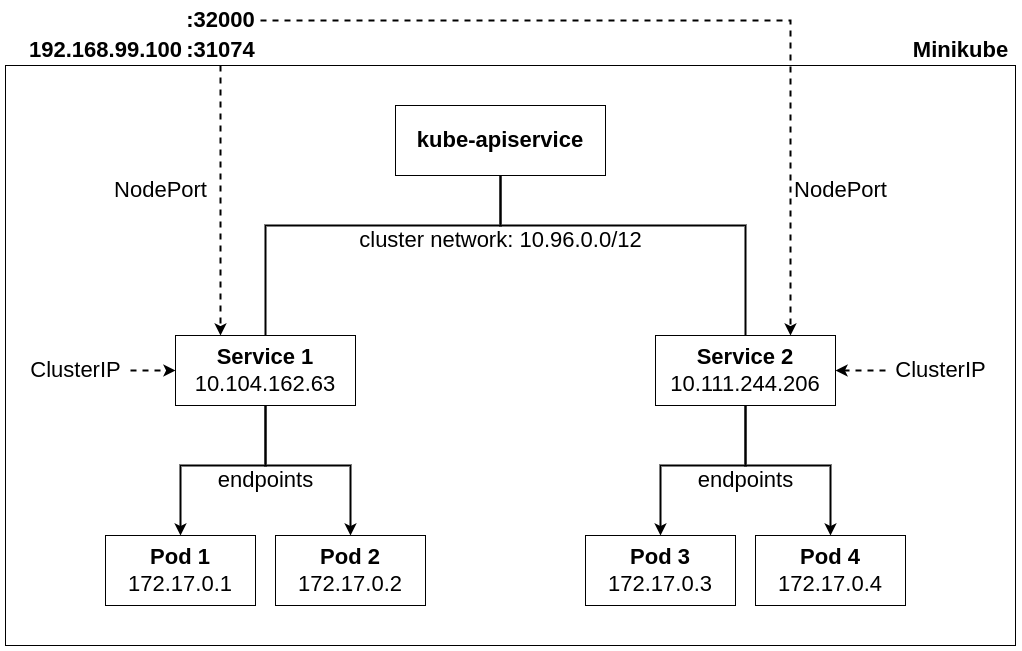 :32000
192.168.99.100 :31074
Minikube
kube-apiservice
NodePort
NodePort
cluster network: 10.96.0.0/12
ClusterIP
Service 1
10.104.162.63
Service 2
10.111.244.206
ClusterIP
endpoints
endpoints
Pod 1
172.17.0.1
Pod 2
172.17.0.2
Pod 3
172.17.0.3
Pod 4
172.17.0.4